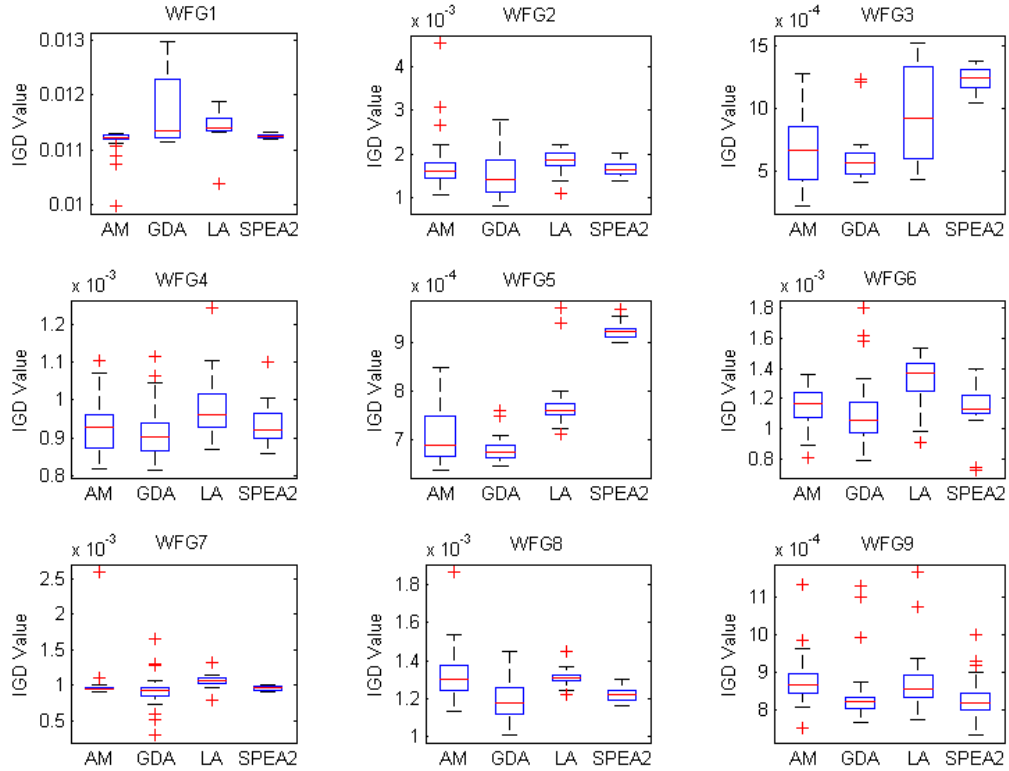 WFG1
IGD Value
0.013
0.012
0.011
0.01
AM GDA LA SPEA2
WFG2
x 10^-3
IGD Value
4
3
2
1
AM GDA LA SPEA2
WFG3
x 10^-4
IGD Value
15
10
5
AM GDA LA SPEA2
WFG4
x 10^-3
IGD Value
1.2
1.1
1
0.9
0.8
AM GDA LA SPEA2
WFG5
x 10^-4
IGD Value
9
8
7
AM GDA LA SPEA2
WFG6
x 10^-3
IGD Value
1.8
1.6
1.4
1.2
1
0.8
AM GDA LA SPEA2
WFG7
x 10^-3
IGD Value
2.5
2
1.5
1
0.5
AM GDA LA SPEA2
WFG8
x 10^-3
IGD Value
1.8
1.6
1.4
1.2
1
AM GDA LA SPEA2
WFG9
x 10^-4
IGD Value
11
10
9
8
AM GDA LA SPEA2